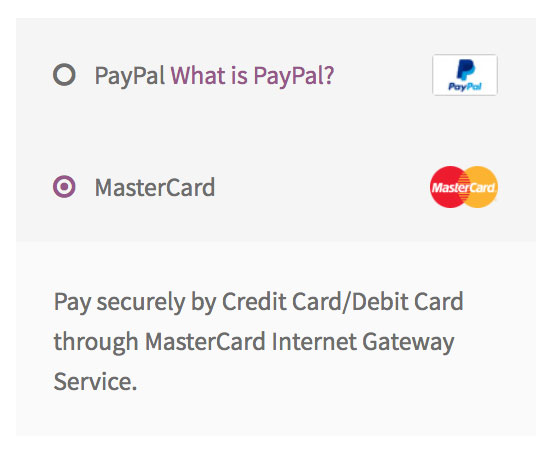 PayPal What is PayPal?
PayPal
MasterCard
MasterCard
Pay securely by Credit Card/Debit Card
through MasterCard Internet Gateway
Service.